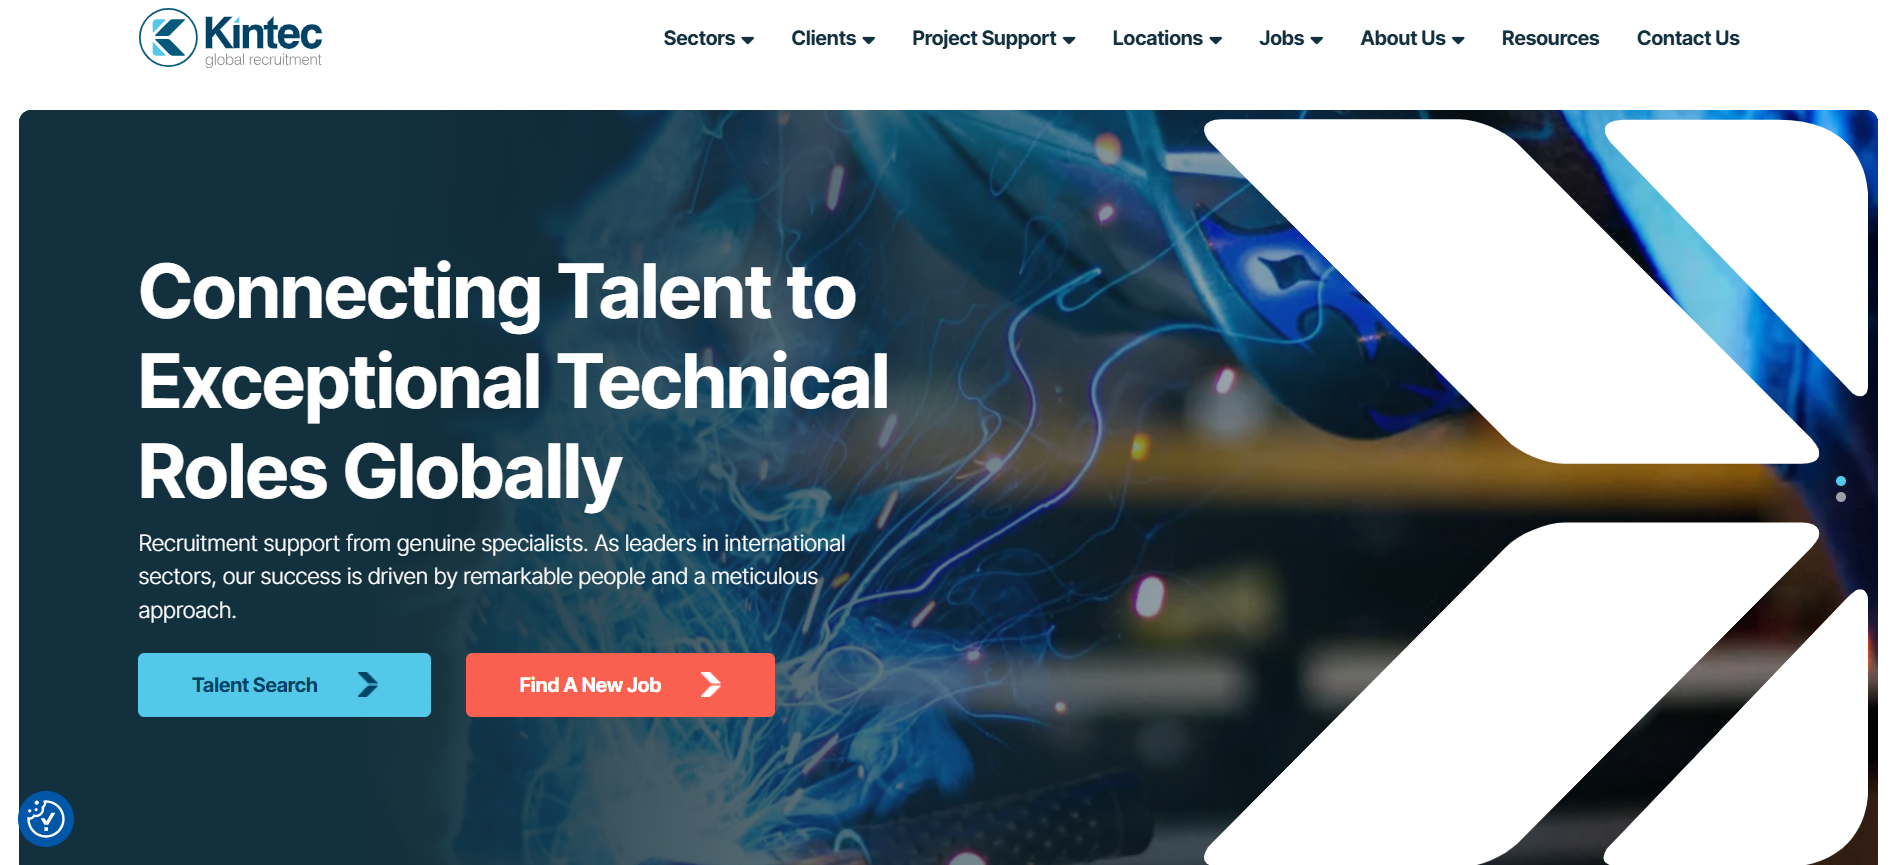 Kintec
global recruitment
Sectors
Clients
Project Support
Locations
Jobs
About Us
Resources
Contact Us
Connecting Talent to
Exceptional Technical
Roles Globally
Recruitment support from genuine specialists. As leaders in international
sectors, our success is driven by remarkable people and a meticulous
approach.
Talent Search
Find A New Job